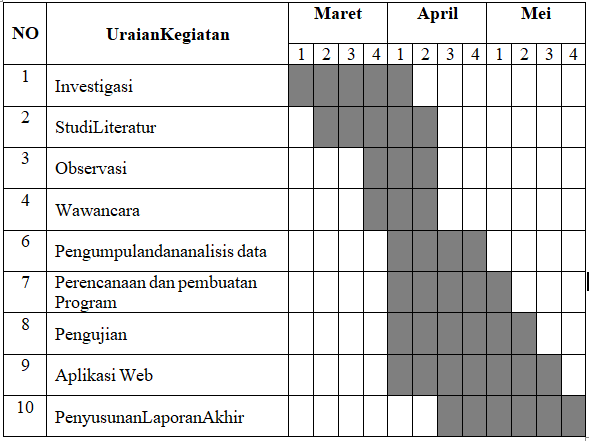 NO UraianKegiatan Maret April Mei
1 2 3 4 1 2 3 4 1 2 3 4
1 Investigasi
2 StudiLiteratur
3 Observasi
4 Wawancara
6 Pengumpulandananalisis data
7 Perencanaan dan pembuatan
Program
8 Pengujian
9 Aplikasi Web
10 PenyusunanLaporanAkhir